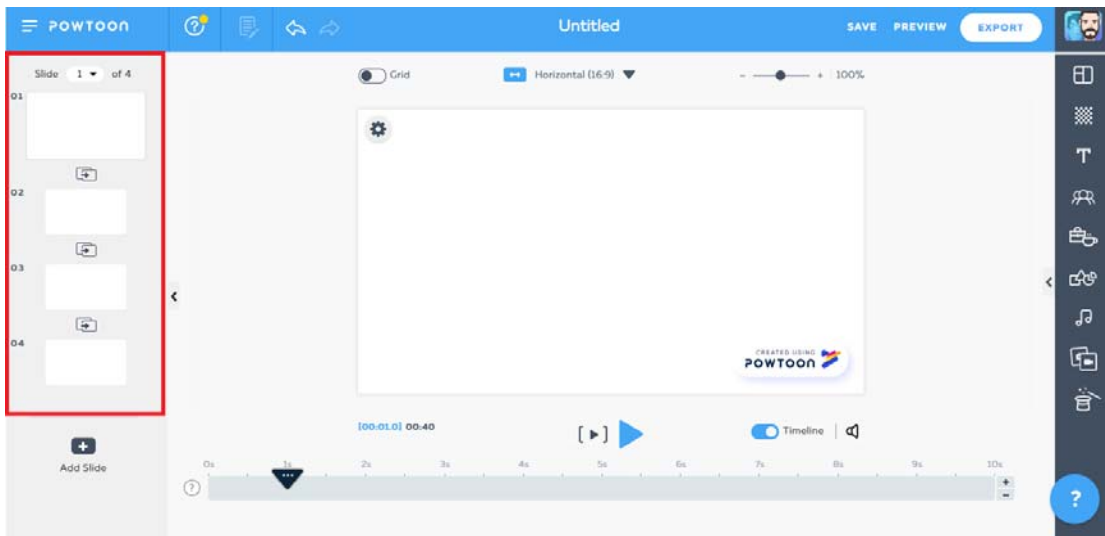 POWTOON
Untitled
SAVE PREVIEW EXPORT
Slide 1 of 4
Grid
Horizontal (16:9)
- + 100%
01
02
03
04
CREATED USING
POWTOON
[00:01.0] 00:40
Timeline
Add Slide
0s 1s 2s 3s 4s 5s 6s 7s 8s 9s 10s
?
+
-
?